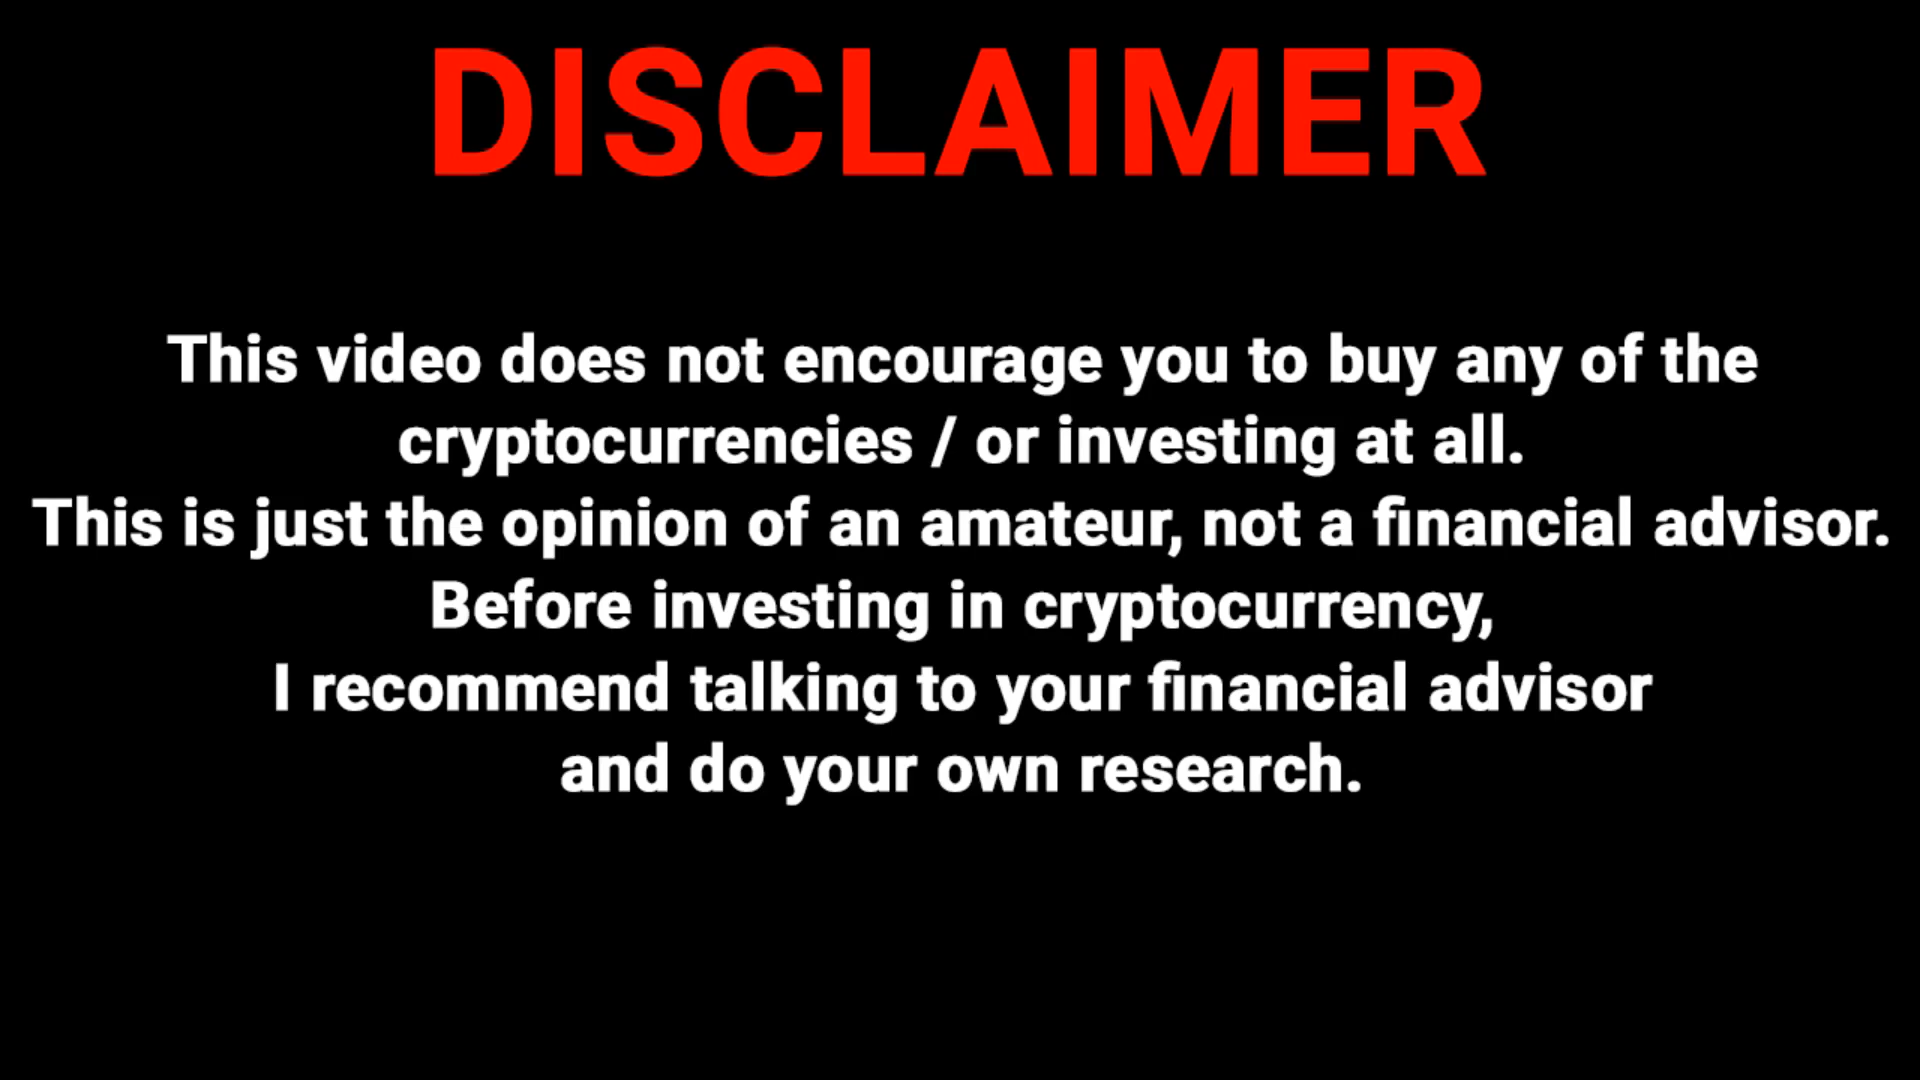 DISCLAIMER
This video does not encourage you to buy any of the
cryptocurrencies / or investing at all.
This is just the opinion of an amateur, not a financial advisor.
Before investing in cryptocurrency,
I recommend talking to your financial advisor
and do your own research.